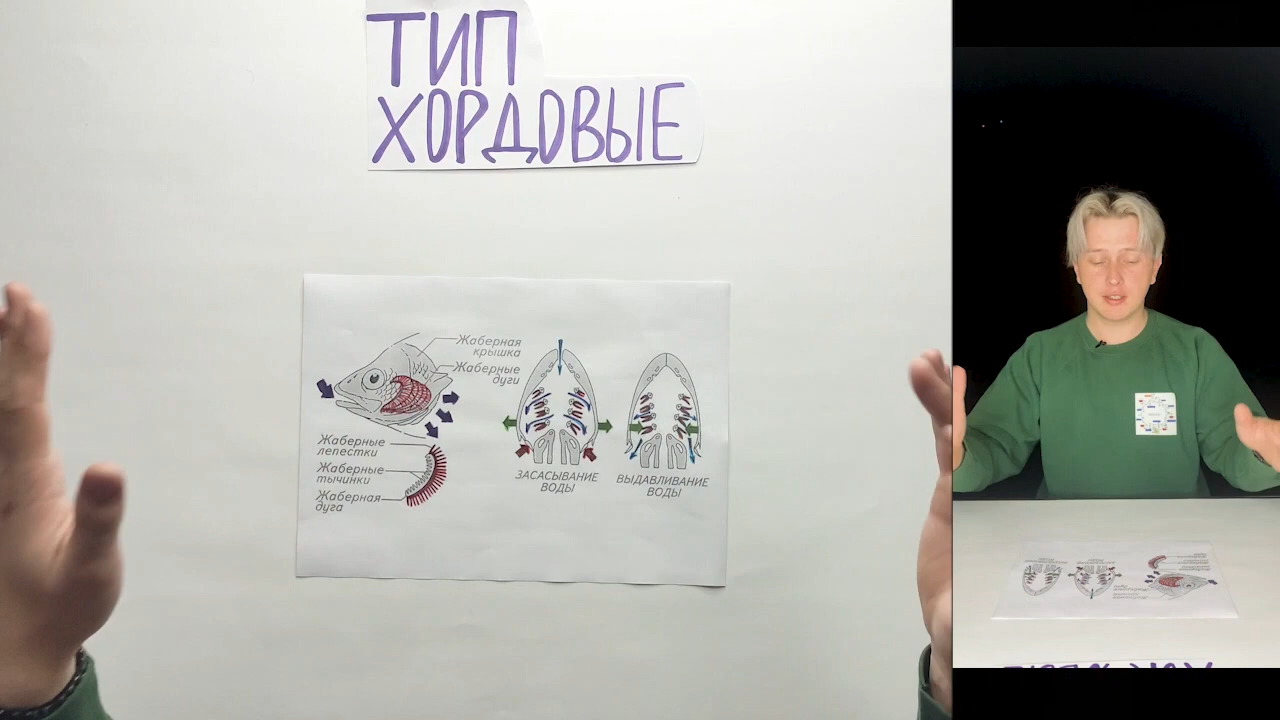 ТИП
ХОРДОВЫЕ
Жаберная
крышка
Жаберные
дуги
Жаберные
лепестки
Жаберные
тычинки
Жаберная
дуга
ЗАСАСЫВАНИЕ
ВОДЫ
ВЫДАВЛИВАНИЕ
ВОДЫ